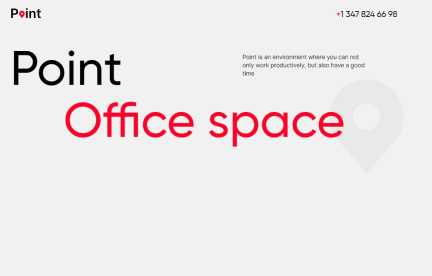 Point
+1 347 824 66 98
Point
Point is an environment where you can not
only work productively, but also have a good
time
Office space